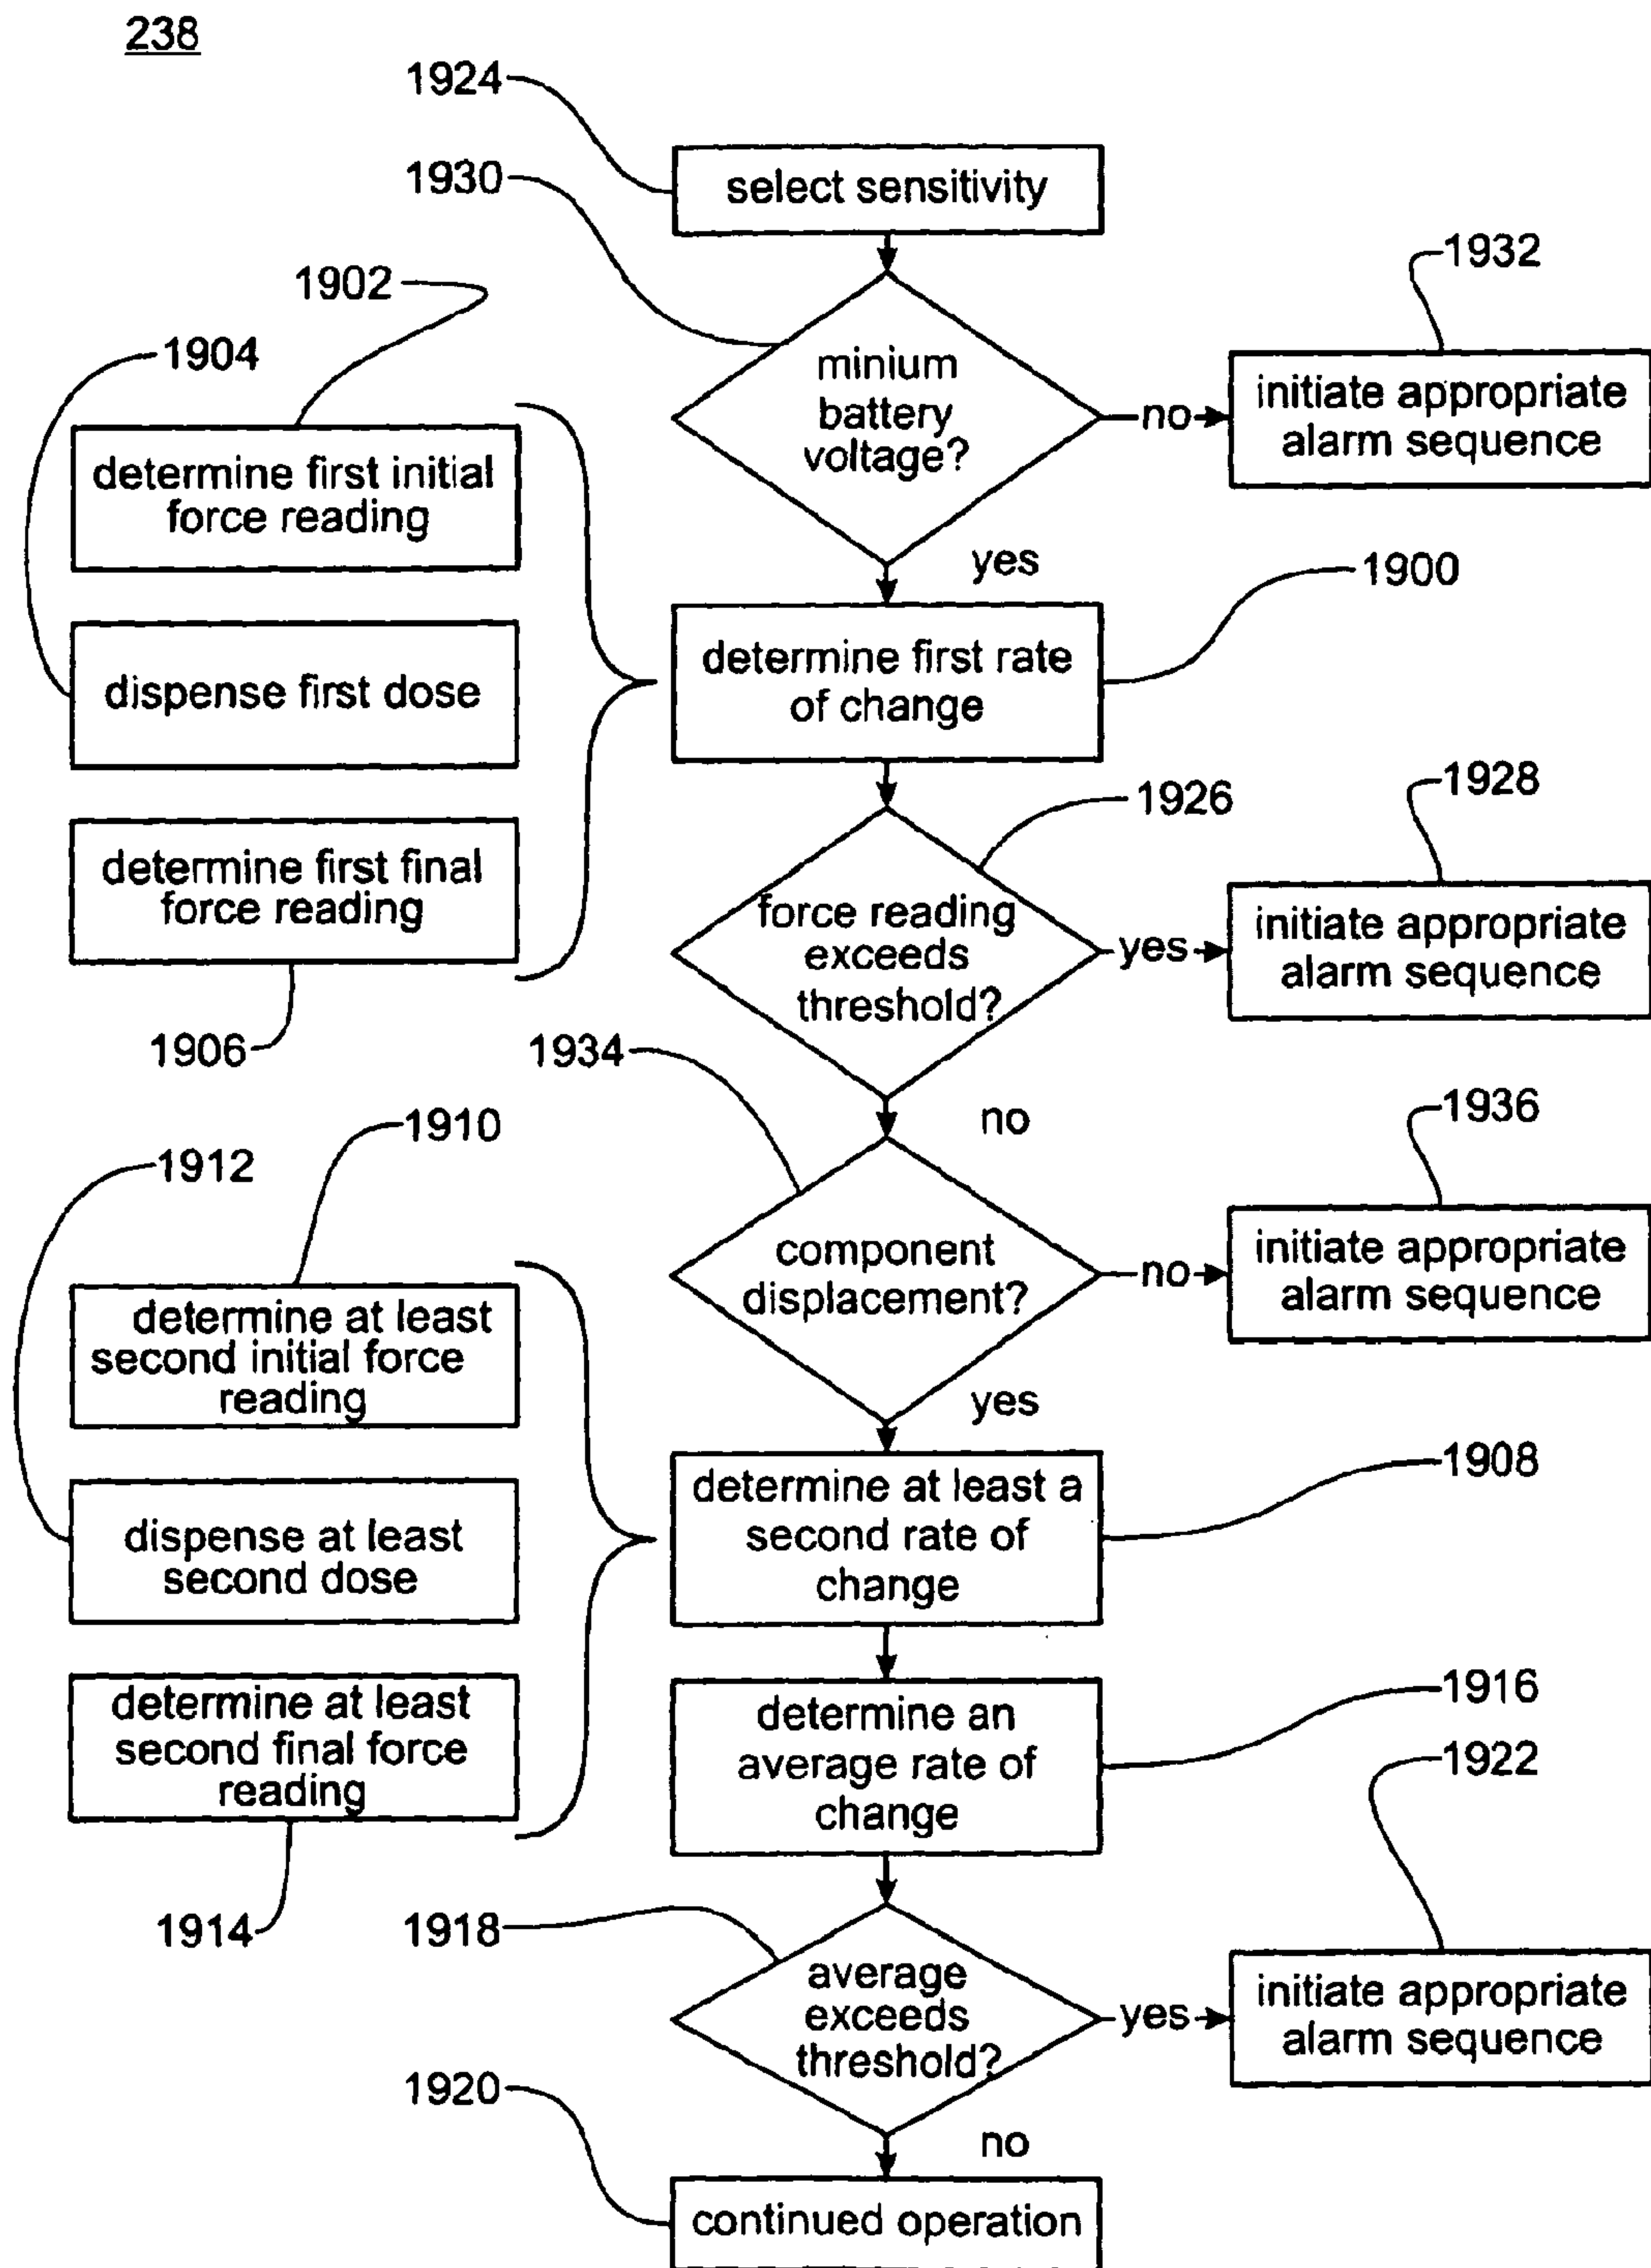 238
1924
select sensitivity
1930
1932
1902
minium
battery
voltage?
no
initiate appropriate
alarm sequence
1904
determine first initial
force reading
yes
1900
dispense first dose
determine first rate
of change
1928
1926
determine first final
force reading
force reading
exceeds
threshold?
yes
initiate appropriate
alarm sequence
1906
1934
no
1936
1910
1912
component
displacement?
no
initiate appropriate
alarm sequence
determine at least
second initial force
reading
yes
1908
dispense at least
second dose
determine at least a
second rate of
change
1916
determine at least
second final force
reading
determine an
average rate of
change
1922
1914
1918
average
exceeds
threshold?
yes
initiate appropriate
alarm sequence
1920
no
continued operation